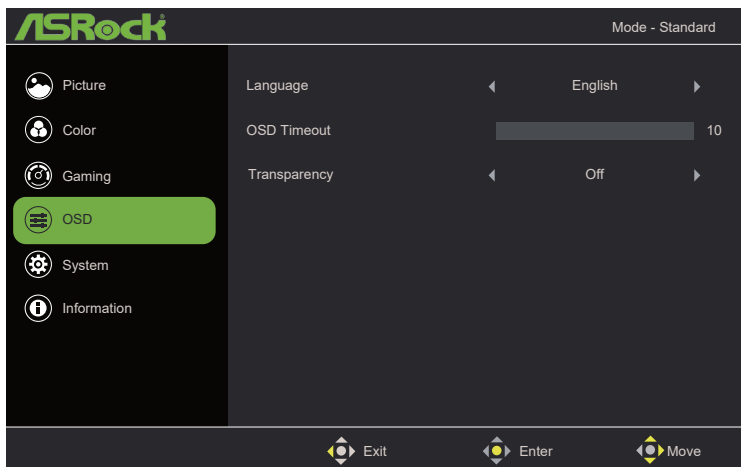 ASRock
Mode - Standard
Picture
Color
Gaming
OSD
System
Information
Language English
OSD Timeout 10
Transparency Off
Exit Enter Move